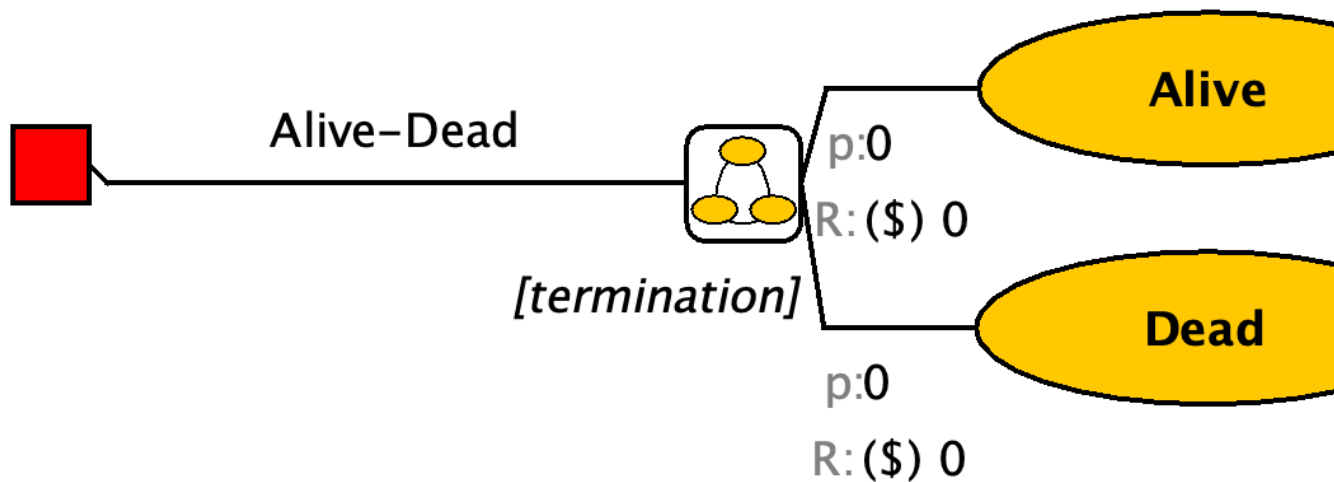 Alive-Dead
Alive
p:0
R: ($) 0
[termination]
Dead
p:0
R: ($) 0